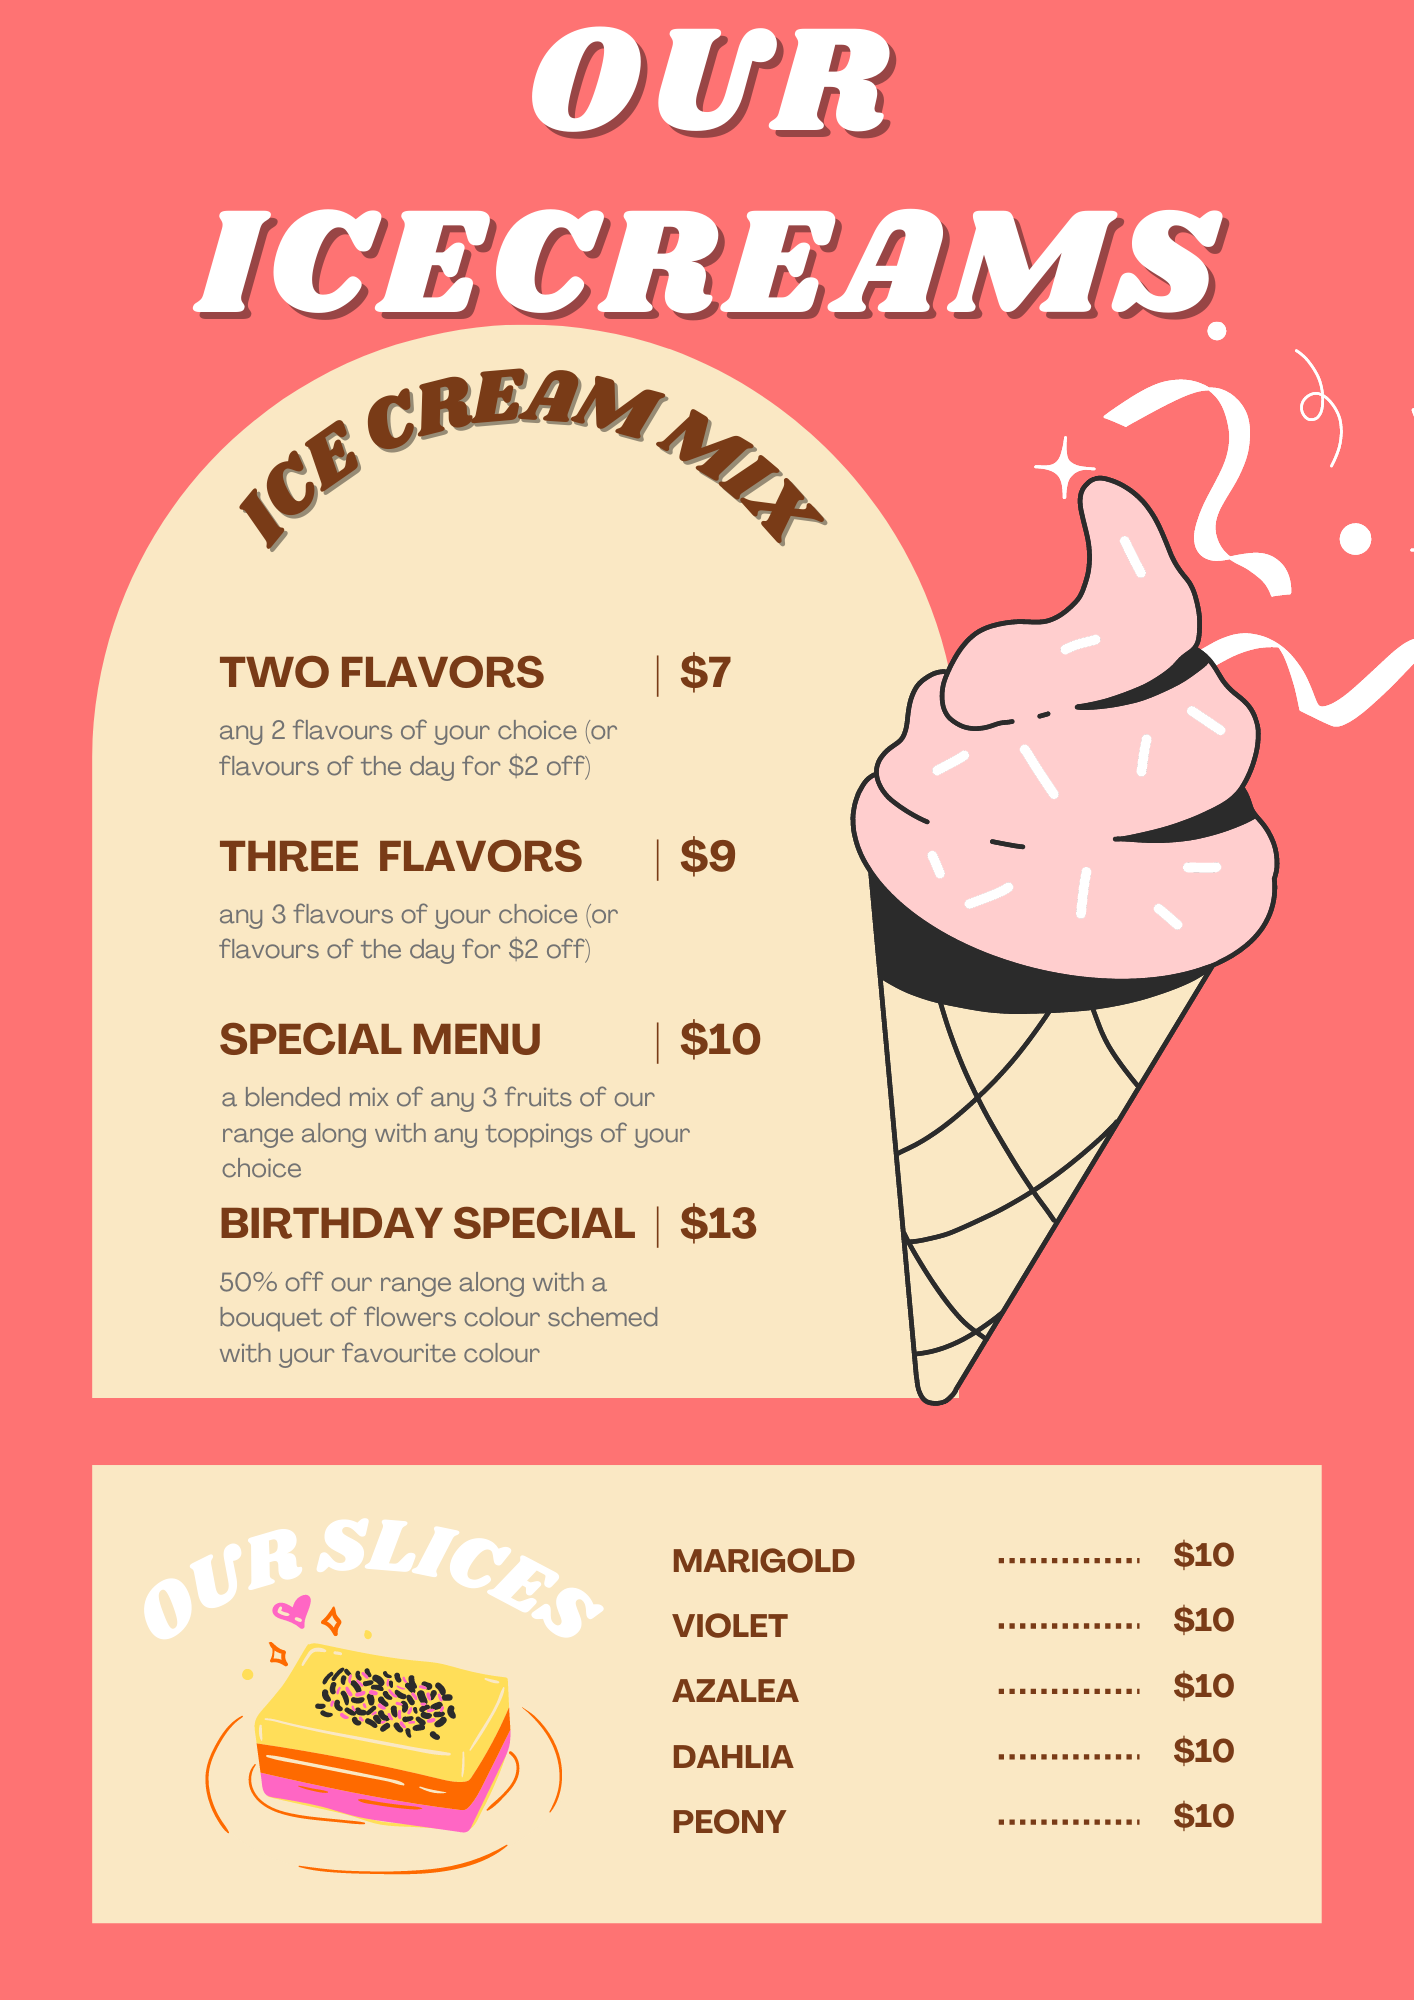 OUR
ICECREAMS
ICE CREAM MIX
TWO FLAVORS | $7
any 2 flavours of your choice (or
flavours of the day for $2 off)
THREE FLAVORS | $9
any 3 flavours of your choice (or
flavours of the day for $2 off)
SPECIAL MENU | $10
a blended mix of any 3 fruits of our
range along with any toppings of your
choice
BIRTHDAY SPECIAL | $13
50% off our range along with a
bouquet of flowers colour schemed
with your favourite colour
OUR SLICES
MARIGOLD .............. $10
VIOLET .............. $10
AZALEA .............. $10
DAHLIA .............. $10
PEONY .............. $10